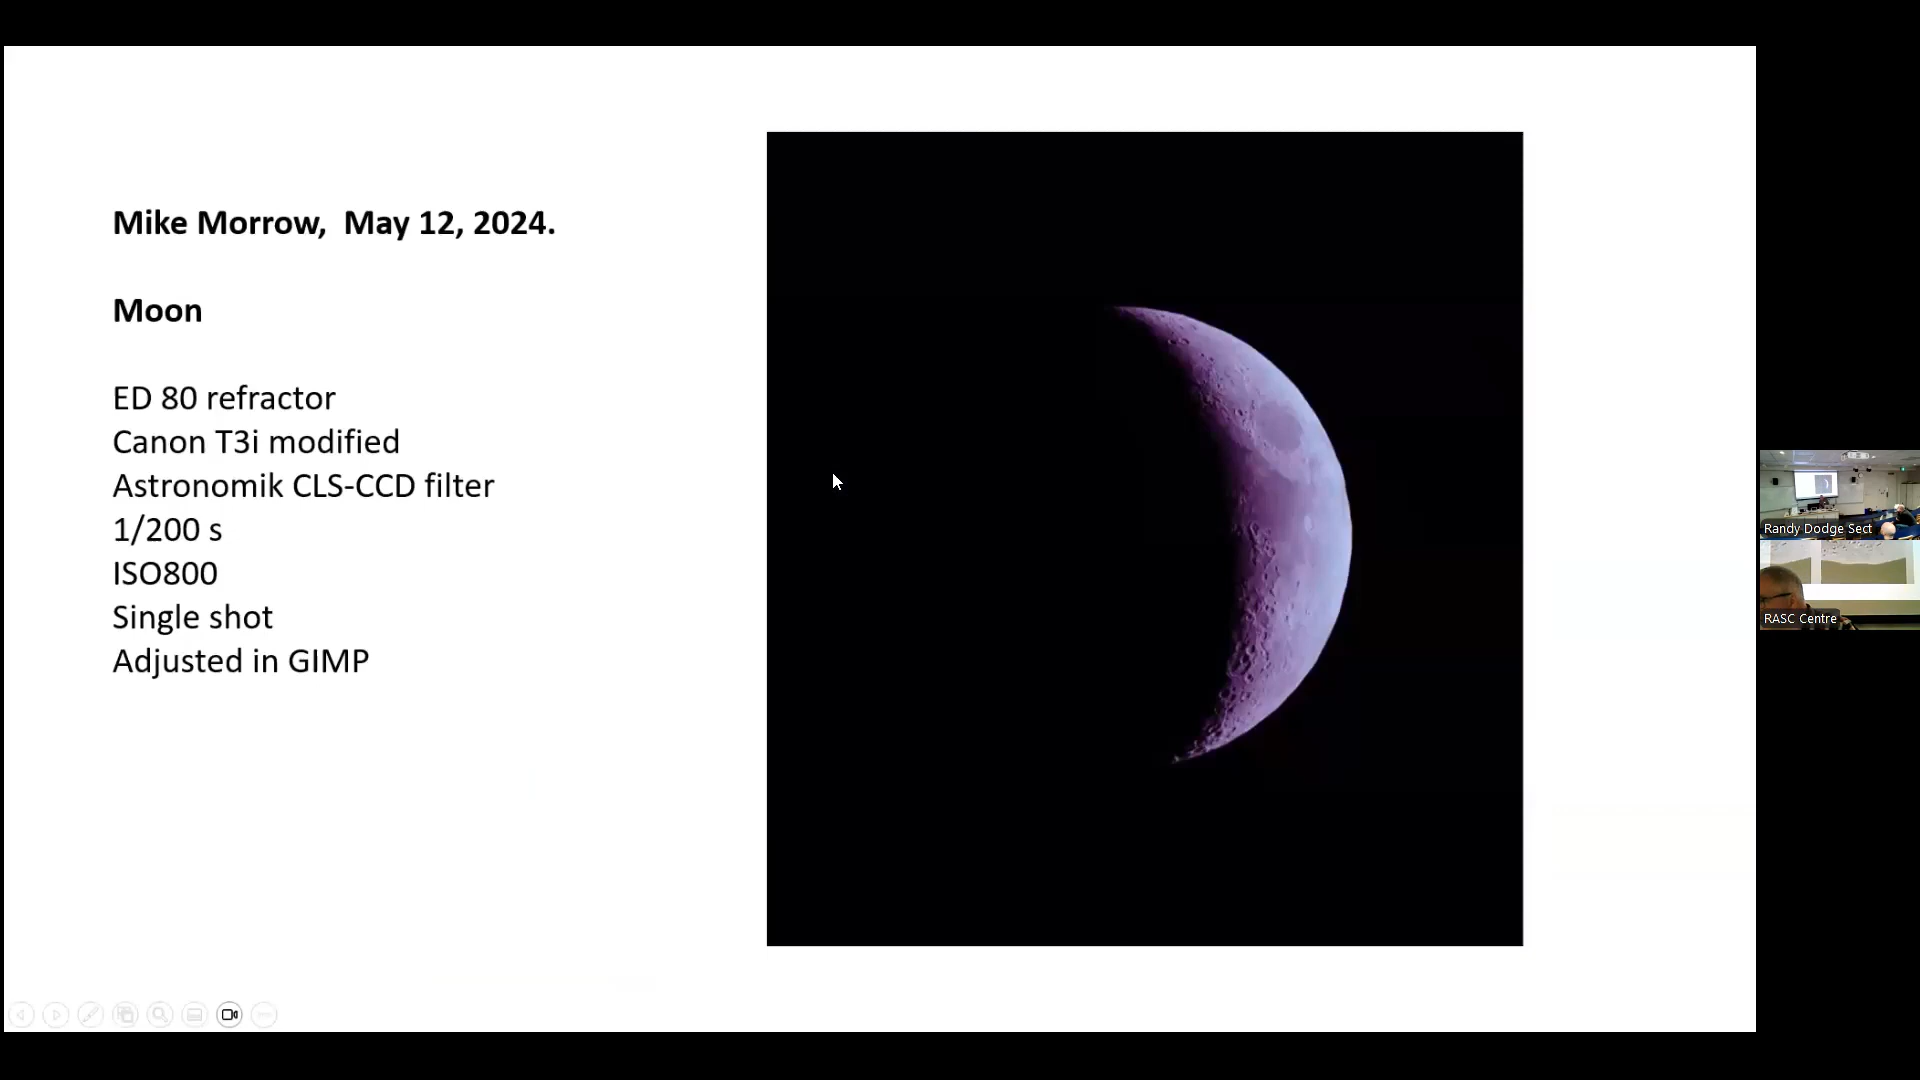 Mike Morrow,  May 12, 2024.
Moon
ED 80 refractor
Canon T3i modified
Astronomik CLS-CCD filter
1/200 s
ISO800
Single shot
Adjusted in GIMP
Randy Dodge Sect
RASC Centre